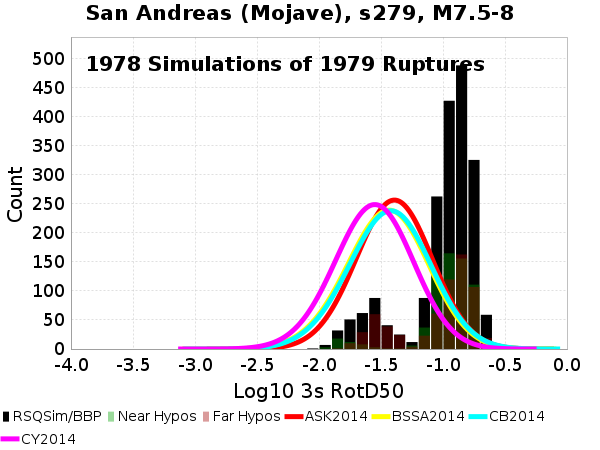 San Andreas (Mojave), s279, M7.5-8
1978 Simulations of 1979 Ruptures
Count
500
450
400
350
300
250
200
150
100
50
0
-4.0 -3.5 -3.0 -2.5 -2.0 -1.5 -1.0 -0.5 0.0
Log10 3s RotD50
RSQSim/BBP Near Hypos Far Hypos ASK2014 BSSA2014 CB2014
CY2014